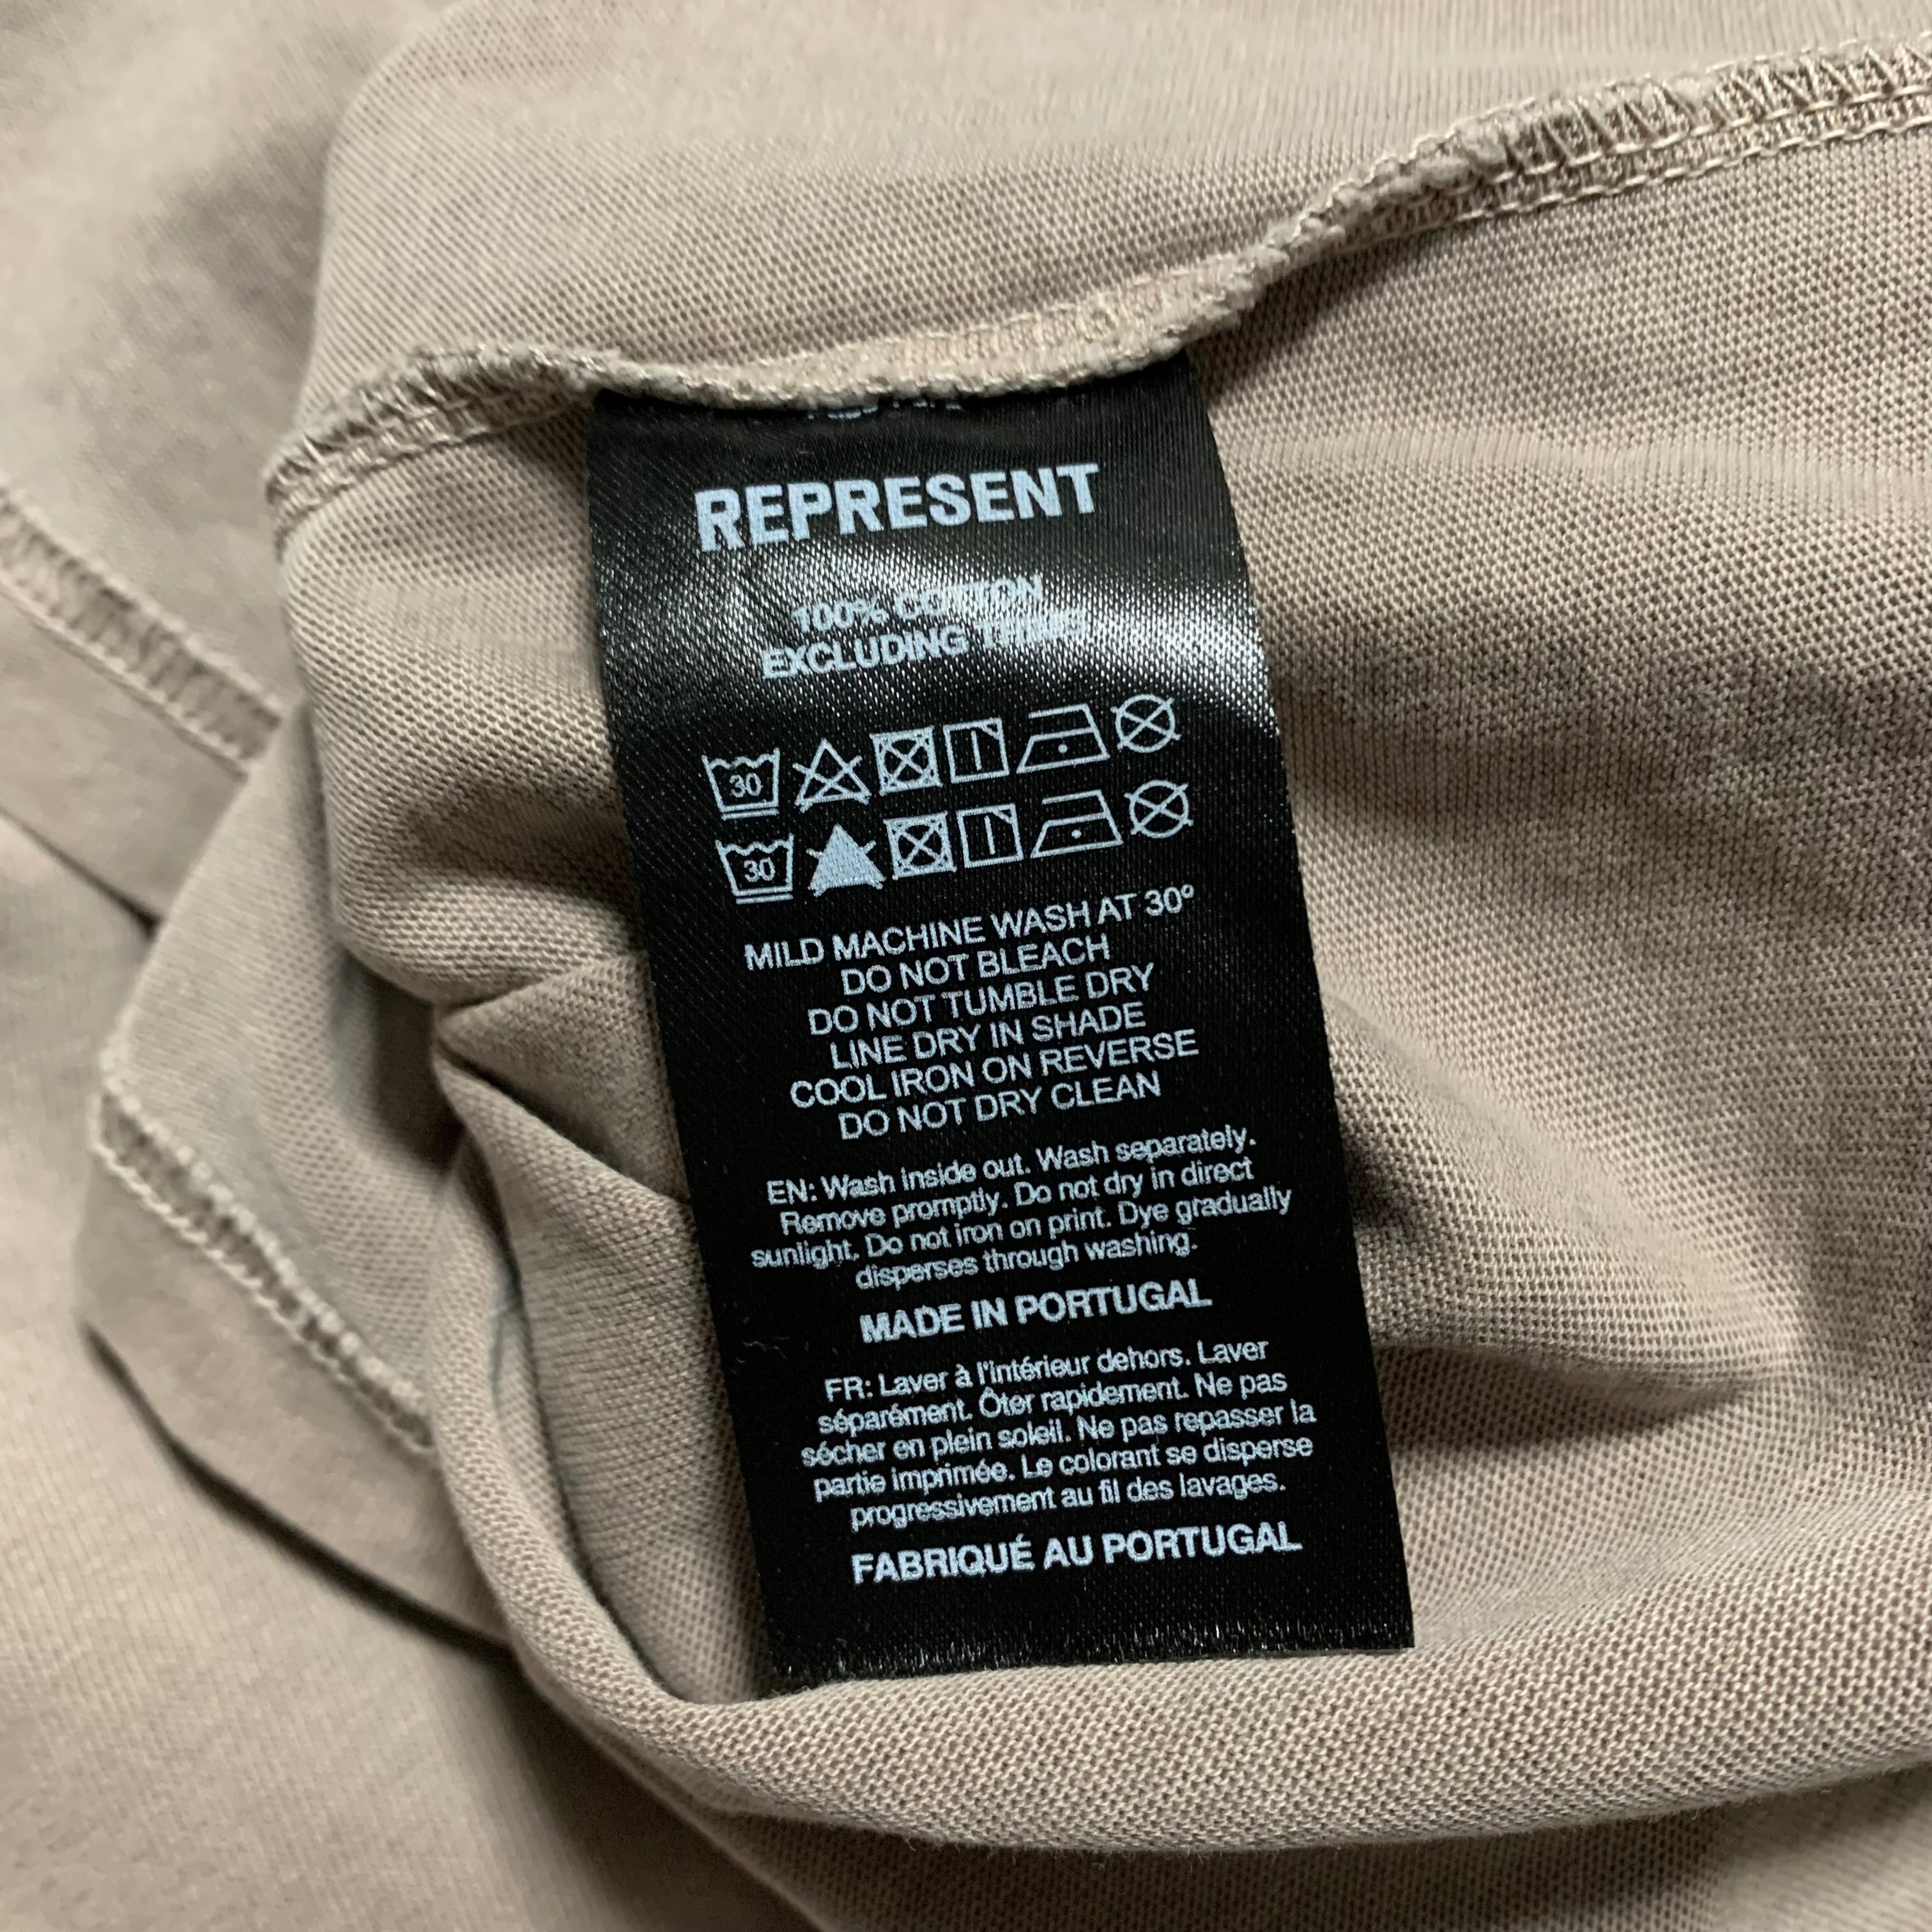 REPRESENT
100% COTTON
EXCLUDING TRIMS
30
30
MILD MACHINE WASH AT 30º
DO NOT BLEACH
DO NOT TUMBLE DRY
LINE DRY IN SHADE
COOL IRON ON REVERSE
DO NOT DRY CLEAN
EN: Wash inside out. Wash separately.
Remove promptly. Do not dry in direct
sunlight. Do not iron on print. Dye gradually
disperses through washing.
MADE IN PORTUGAL
FR: Laver à l'intérieur dehors. Laver
séparément. Ôter rapidement. Ne pas
sécher en plein soleil. Ne pas repasser la
partie imprimée. Le colorant se disperse
progressivement au fil des lavages.
FABRIQUÉ AU PORTUGAL